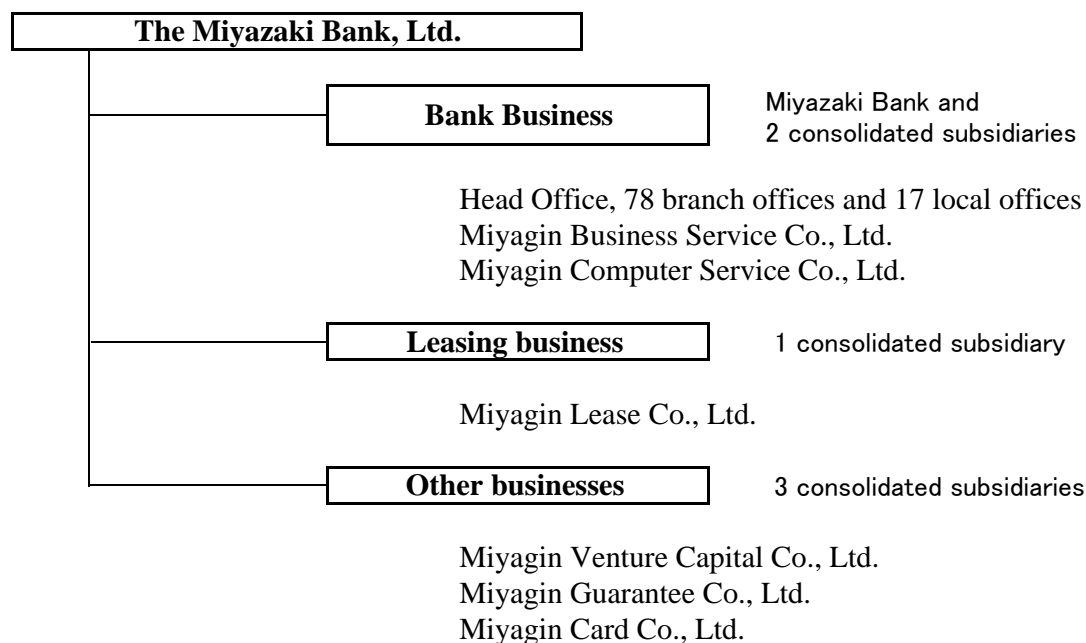 The Miyazaki Bank, Ltd.
Bank Business
Miyazaki Bank and
2 consolidated subsidiaries
Head Office, 78 branch offices and 17 local offices
Miyagin Business Service Co., Ltd.
Miyagin Computer Service Co., Ltd.
Leasing business
1 consolidated subsidiary
Miyagin Lease Co., Ltd.
Other businesses
3 consolidated subsidiaries
Miyagin Venture Capital Co., Ltd.
Miyagin Guarantee Co., Ltd.
Miyagin Card Co., Ltd.